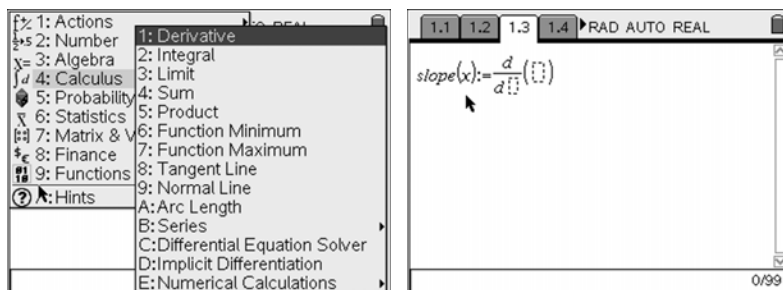 1: Actions
2: Number
3: Algebra
4: Calculus
5: Probability
6: Statistics
7: Matrix & V
8: Finance
9: Functions
Hints
1: Derivative
2: Integral
3: Limit
4: Sum
5: Product
6: Function Minimum
7: Function Maximum
8: Tangent Line
9: Normal Line
A: Arc Length
B: Series
C: Differential Equation Solver
D: Implicit Differentiation
E: Numerical Calculations
1.1 1.2 1.3 1.4 RAD AUTO REAL
slope(x):=d/d▯(▯)
0/99